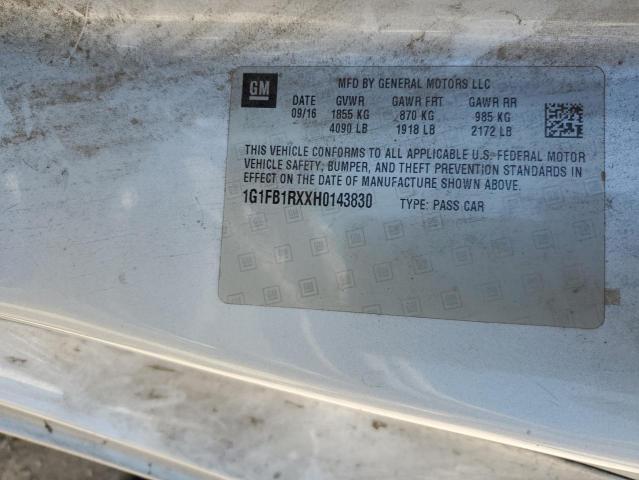 GM
MFD BY GENERAL MOTORS LLC
DATE GVWR GAWR FRT GAWR RR
09/16 1855 KG 870 KG 985 KG
4090 LB 1918 LB 2172 LB
THIS VEHICLE CONFORMS TO ALL APPLICABLE U.S. FEDERAL MOTOR
VEHICLE SAFETY, BUMPER, AND THEFT PREVENTION STANDARDS IN
EFFECT ON THE DATE OF MANUFACTURE SHOWN ABOVE.
1G1FB1RXXH0143830 TYPE: PASS CAR